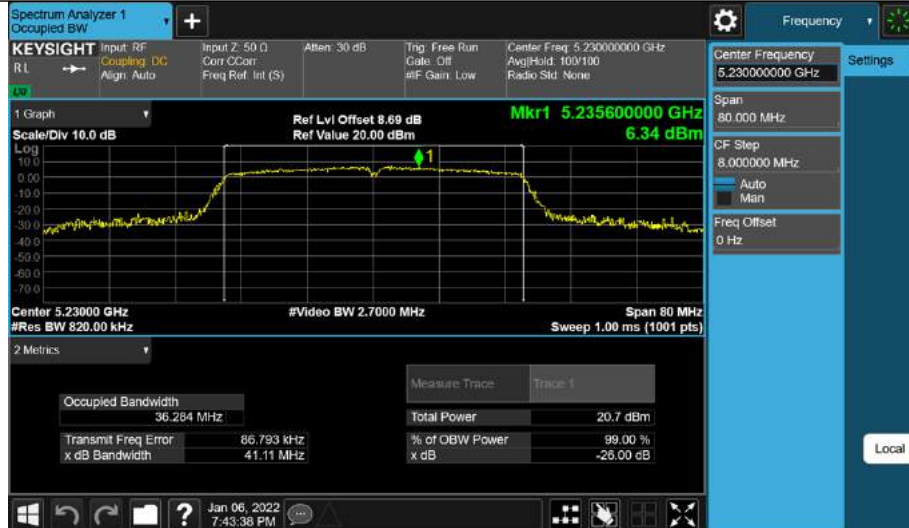 Spectrum Analyzer 1
Occupied BW
+
Frequency
KEYSIGHT
RL
Input: RF
Coupling: DC
Align: Auto
Input Z: 50 Ω
Corr CCorr
Freq Ref: Int (S)
Atten: 30 dB
Trig: Free Run
Gate: Off
#IF Gain: Low
Center Freq: 5.230000000 GHz
Avg|Hold: 100/100
Radio Std: None
1 Graph
Scale/Div 10.0 dB
Ref Lvl Offset 8.69 dB
Ref Value 20.00 dBm
Mkr1 5.235600000 GHz
6.34 dBm
Log
10.0
0.00
-10.0
-20.0
-30.0
-40.0
-50.0
-60.0
-70.0
1
Center 5.23000 GHz
#Res BW 820.00 kHz
#Video BW 2.7000 MHz
Span 80 MHz
Sweep 1.00 ms (1001 pts)
2 Metrics
Measure Trace
Trace 1
Occupied Bandwidth
36.284 MHz
Total Power
20.7 dBm
Transmit Freq Error
86.793 kHz
% of OBW Power
99.00 %
x dB Bandwidth
41.11 MHz
x dB
-26.00 dB
Center Frequency
5.230000000 GHz
Settings
Span
80.000 MHz
CF Step
8.000000 MHz
Auto
Man
Freq Offset
0 Hz
Local
?
Jan 06, 2022
7:43:38 PM